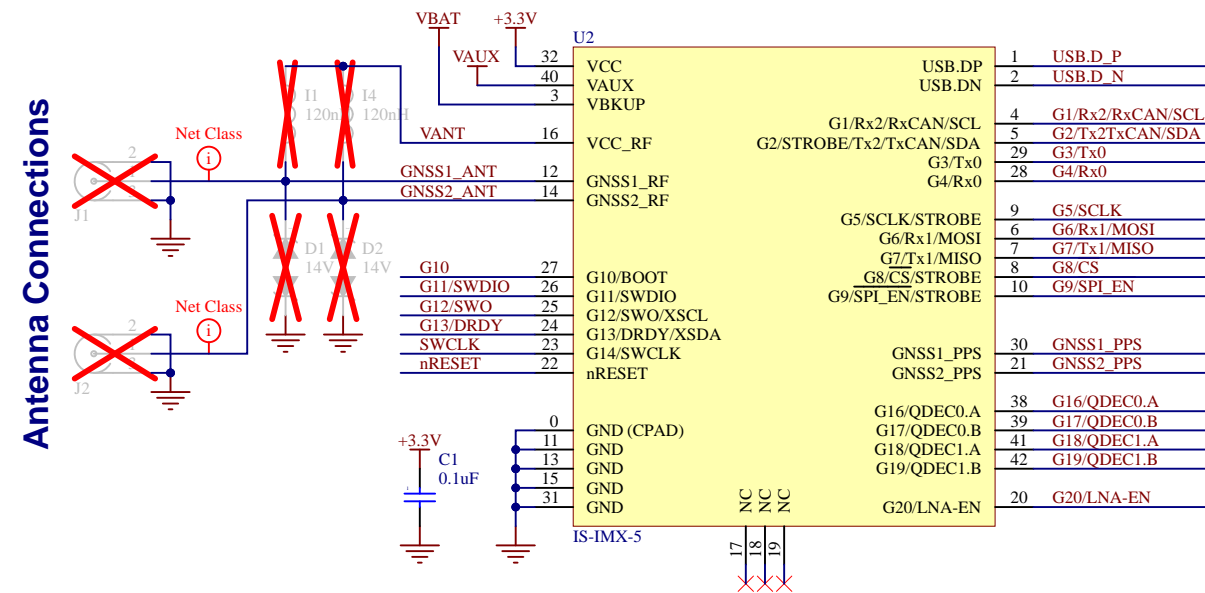 Antenna Connections
VBAT
+3.3V
VAUX
U2
32
VCC
40
VAUX
3
VBKUP
VANT
16
VCC_RF
GNSS1_ANT
12
GNSS1_RF
GNSS2_ANT
14
GNSS2_RF
I1
120n
I4
120nH
Net Class
i
2
J1
D1
14V
D2
14V
Net Class
i
2
J2
G10
27
G10/BOOT
G11/SWDIO
26
G11/SWDIO
G12/SWO
25
G12/SWO/XSCL
G13/DRDY
24
G13/DRDY/XSDA
SWCLK
23
G14/SWCLK
nRESET
22
nRESET
+3.3V
C1
0.1uF
0
GND (CPAD)
11
GND
13
GND
15
GND
31
GND
IS-IMX-5
NC
NC
NC
17
18
19
USB.DP
1
USB.D_P
USB.DN
2
USB.D_N
G1/Rx2/RxCAN/SCL
4
G1/Rx2/RxCAN/SCL
G2/STROBE/Tx2/TxCAN/SDA
5
G2/Tx2TxCAN/SDA
G3/Tx0
29
G3/Tx0
G4/Rx0
28
G4/Rx0
G5/SCLK/STROBE
9
G5/SCLK
G6/Rx1/MOSI
6
G6/Rx1/MOSI
G7/Tx1/MISO
7
G7/Tx1/MISO
G8/CS/STROBE
8
G8/CS
G9/SPI_EN/STROBE
10
G9/SPI_EN
GNSS1_PPS
30
GNSS1_PPS
GNSS2_PPS
21
GNSS2_PPS
G16/QDEC0.A
38
G16/QDEC0.A
G17/QDEC0.B
39
G17/QDEC0.B
G18/QDEC1.A
41
G18/QDEC1.A
G19/QDEC1.B
42
G19/QDEC1.B
G20/LNA-EN
20
G20/LNA-EN